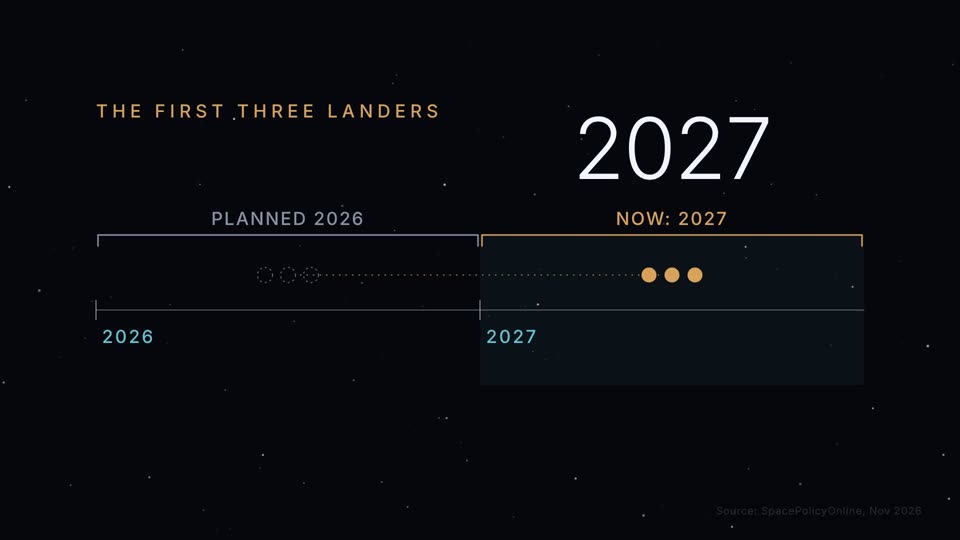 THE FIRST THREE LANDERS
2027
PLANNED 2026
NOW: 2027
2026
2027
Source: SpacePolicyOnline, Nov 2026